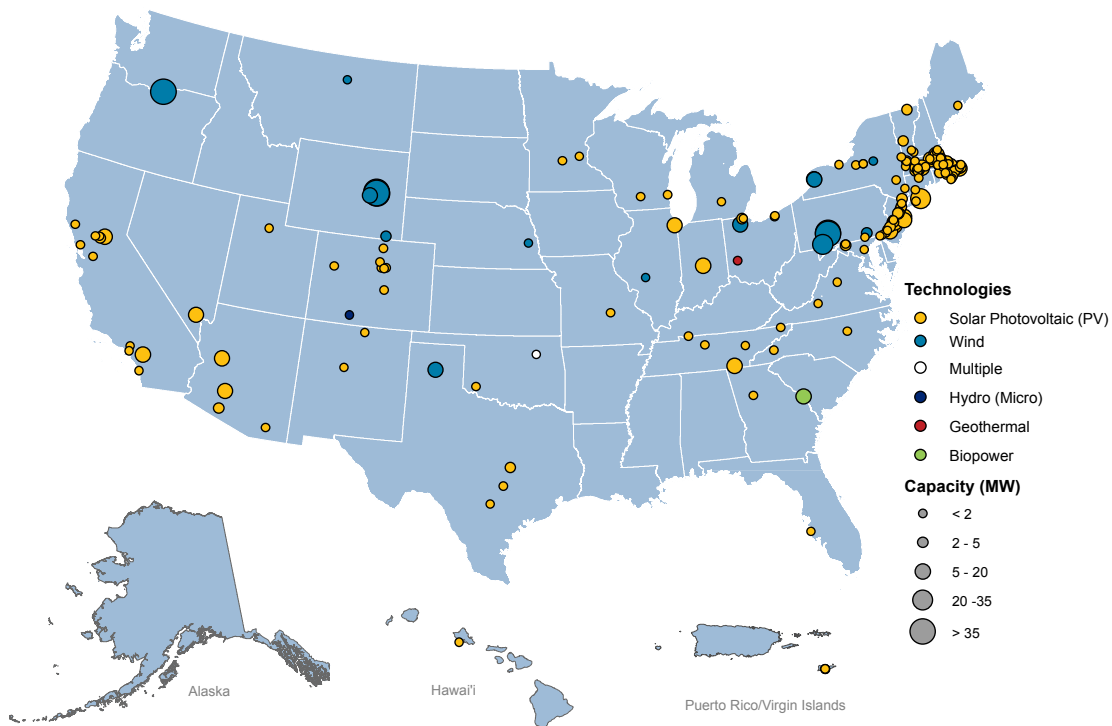 Technologies
Solar Photovoltaic (PV)
Wind
Multiple
Hydro (Micro)
Geothermal
Biopower
Capacity (MW)
< 2
2 - 5
5 - 20
20 -35
> 35
Alaska
Hawai'i
Puerto Rico/Virgin Islands